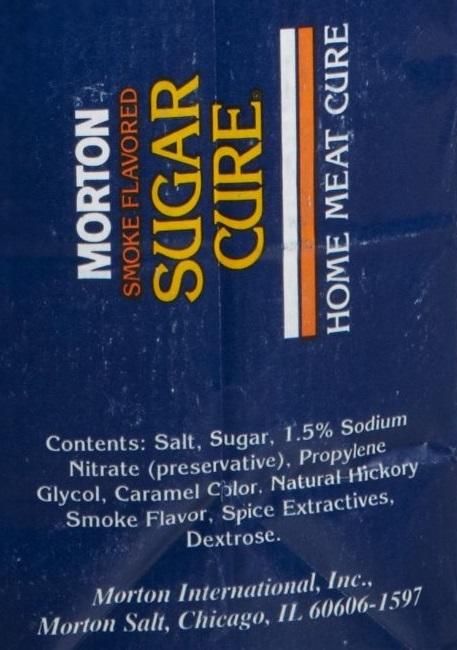 MORTON
SMOKE FLAVORED
SUGAR
CURE®
HOME MEAT CURE
Contents: Salt, Sugar, 1.5% Sodium
Nitrate (preservative), Propylene
Glycol, Caramel Color, Natural Hickory
Smoke Flavor, Spice Extractives,
Dextrose.
Morton International, Inc.,
Morton Salt, Chicago, IL 60606-1597